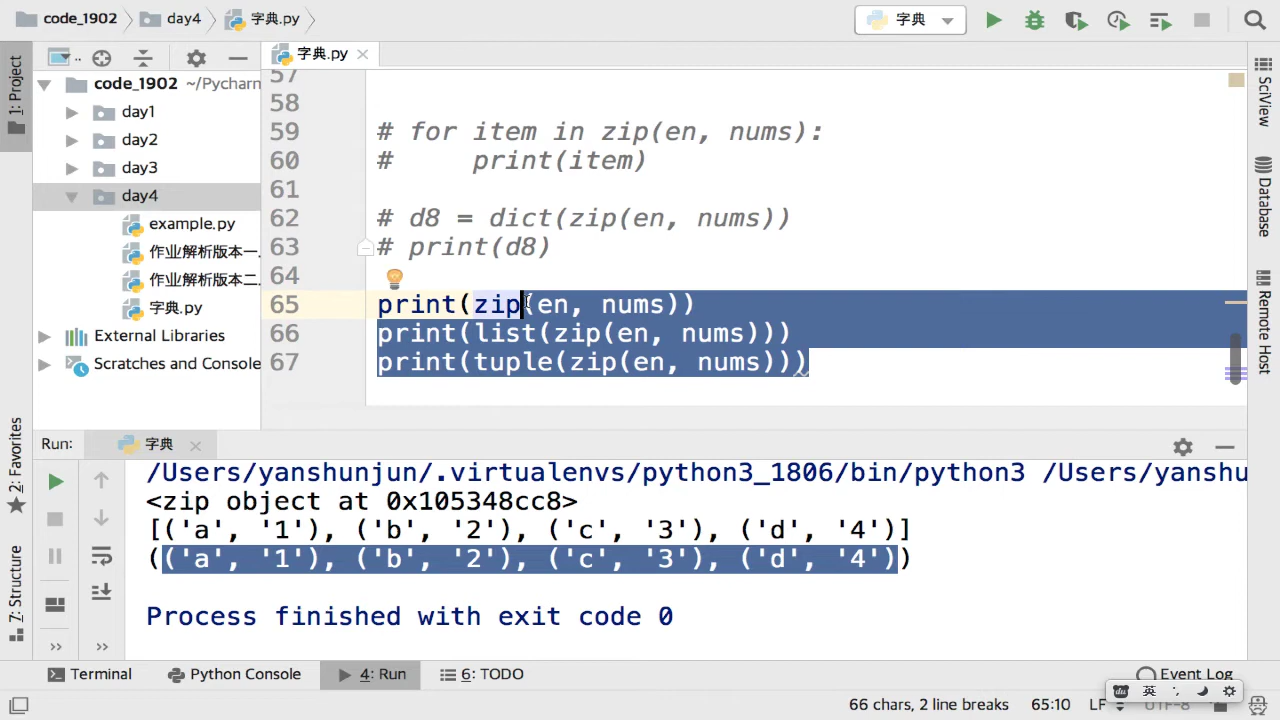 code_1902
day4
字典.py
字典
1: Project
字典.py
code_1902 ~/Pycharn
day1
day2
day3
day4
example.py
作业解析版本一.
作业解析版本二.
字典.py
External Libraries
Scratches and Console
57
58
59 # for item in zip(en, nums):
60 #     print(item)
61
62 # d8 = dict(zip(en, nums))
63 # print(d8)
64
65 print(zip(en, nums))
66 print(list(zip(en, nums)))
67 print(tuple(zip(en, nums)))
SciView
Database
Remote Host
2: Favorites
7: Structure
Run: 字典
/Users/yanshunjun/.virtualenvs/python3_1806/bin/python3 /Users/yanshu
<zip object at 0x105348cc8>
[('a', '1'), ('b', '2'), ('c', '3'), ('d', '4')]
(('a', '1'), ('b', '2'), ('c', '3'), ('d', '4'))
Process finished with exit code 0
Terminal
Python Console
4: Run
6: TODO
Event Log
du 英
66 chars, 2 line breaks 65:10 LF UTF-8